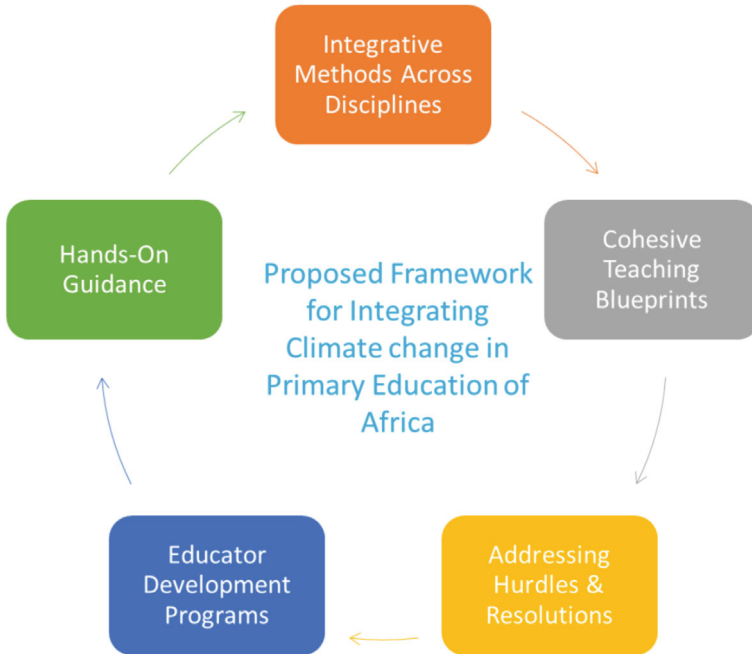 Integrative
Methods Across
Disciplines
Cohesive
Teaching
Blueprints
Addressing
Hurdles &
Resolutions
Educator
Development
Programs
Hands-On
Guidance
Proposed Framework
for Integrating
Climate change in
Primary Education of
Africa